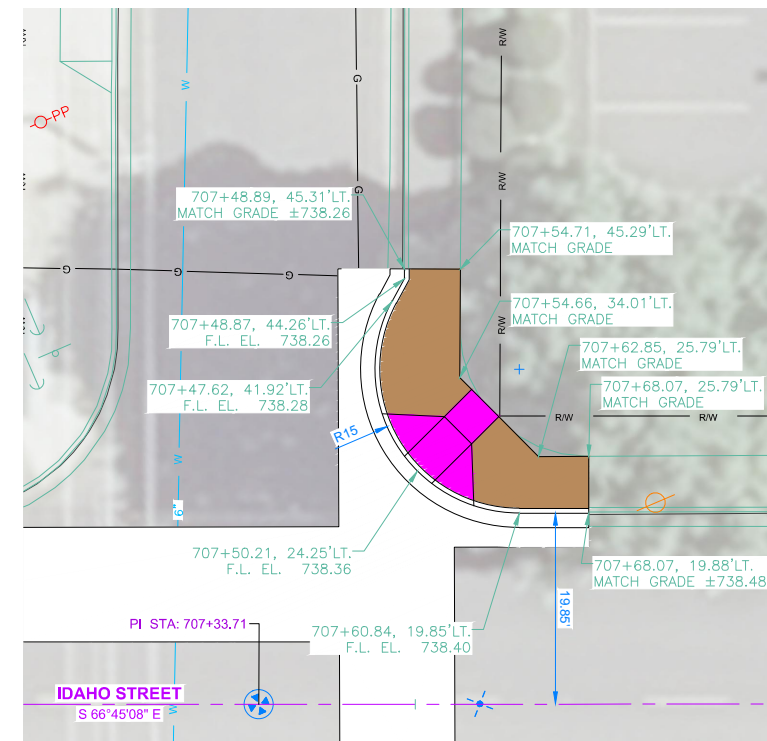 R/W
W
G
PP
R/W
707+48.89, 45.31'LT.
MATCH GRADE ±738.26
G
707+54.71, 45.29'LT.
MATCH GRADE
G
G
G
707+54.66, 34.01'LT.
MATCH GRADE
707+48.87, 44.26'LT.
F.L. EL. 738.26
R/W
707+62.85, 25.79'LT.
MATCH GRADE
707+47.62, 41.92'LT.
F.L. EL. 738.28
707+68.07, 25.79'LT.
MATCH GRADE
R/W
R/W
R15
W
6"
707+50.21, 24.25'LT.
F.L. EL. 738.36
707+68.07, 19.88'LT.
MATCH GRADE ±738.48
19.85'
PI STA: 707+33.71
707+60.84, 19.85'LT.
F.L. EL. 738.40
IDAHO STREET
S 66°45'08" E
W